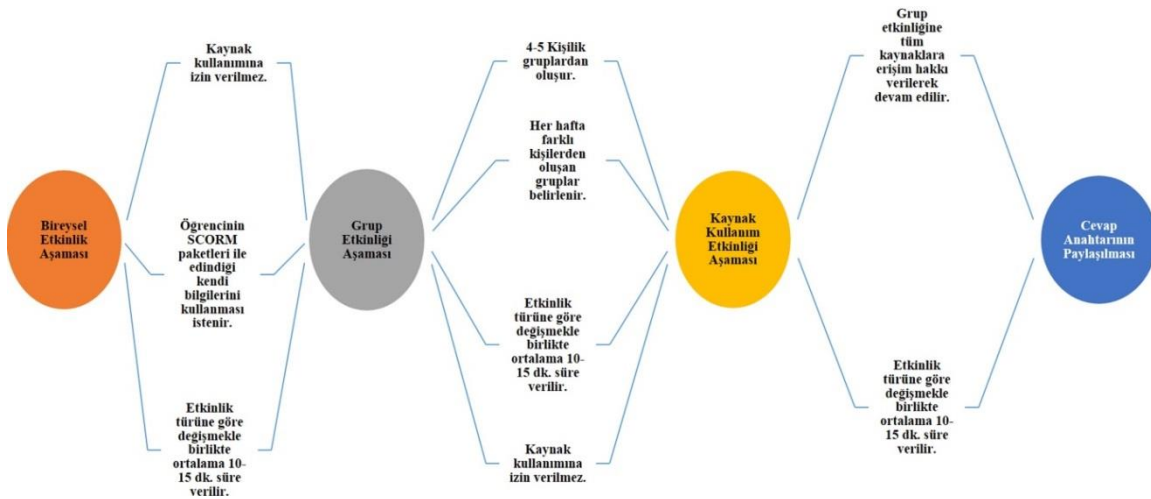 Bireysel
Etkinlik
Aşaması
Kaynak
kullanımına
izin verilmez.
Öğrencinin
SCORM
paketleri ile
edindiği
kendi
bilgilerini
kullanması
istenir.
Etkinlik
türüne göre
değişmekle
birlikte
ortalama 10-
15 dk. süre
verilir.
Grup
Etkinliği
Aşaması
4-5 Kişilik
gruplardan
oluşur.
Her hafta
farklı
kişilerden
oluşan
gruplar
belirlenir.
Etkinlik
türüne göre
değişmekle
birlikte
ortalama 10-
15 dk. süre
verilir.
Kaynak
kullanımına
izin verilmez.
Kaynak
Kullanım
Etkinliği
Aşaması
Grup
etkinliğine
tüm
kaynaklara
erişim hakkı
verilerek
devam edilir.
Etkinlik
türüne göre
değişmekle
birlikte
ortalama 10-
15 dk. süre
verilir.
Cevap
Anahtarının
Paylaşılması